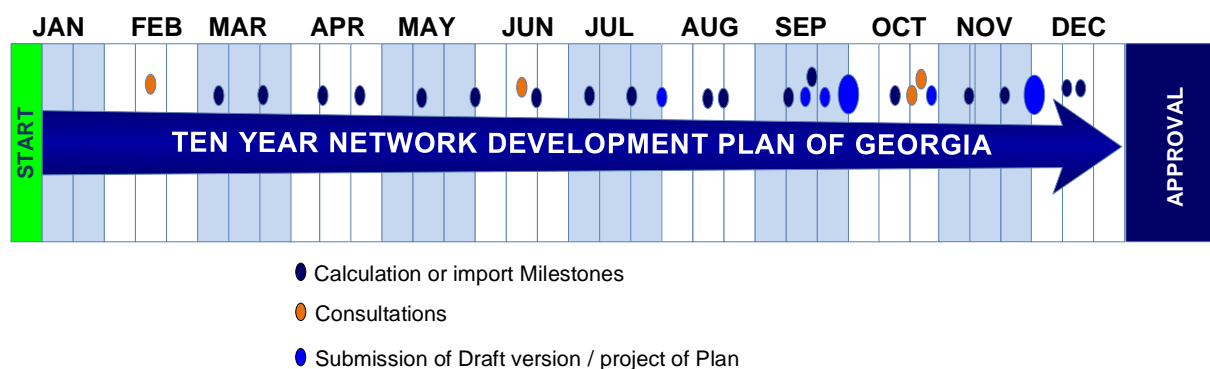 JAN FEB MAR APR MAY JUN JUL AUG SEP OCT NOV DEC
START
TEN YEAR NETWORK DEVELOPMENT PLAN OF GEORGIA
APPROVAL
Calculation or import Milestones
Consultations
Submission of Draft version / project of Plan